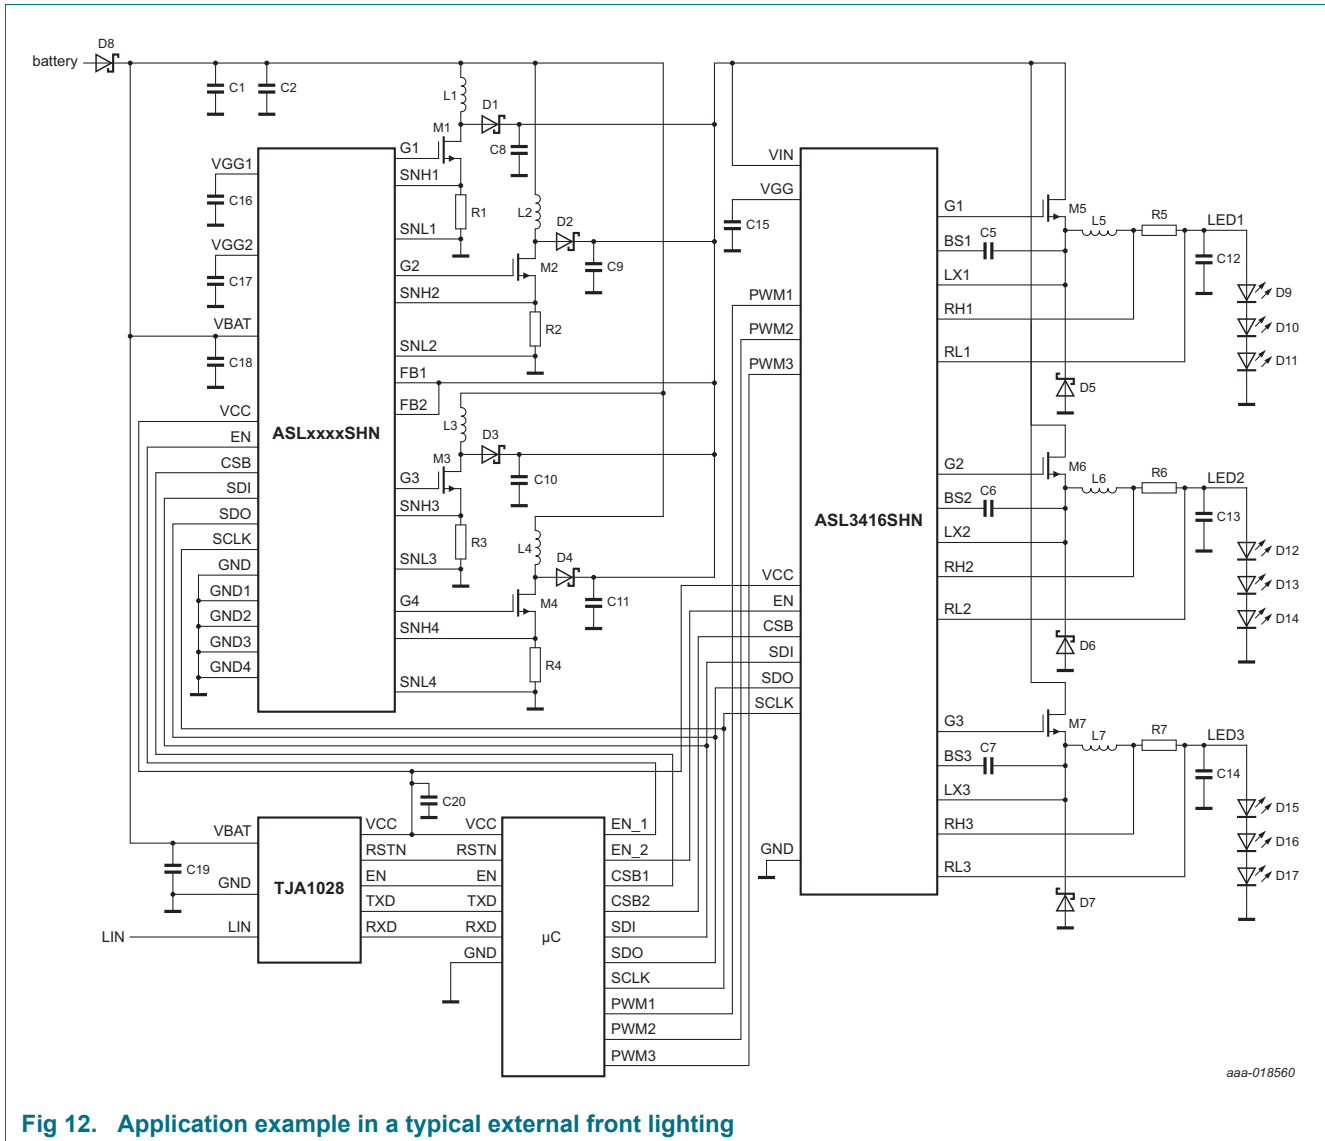 battery
D8
C1
C2
L1
D1
M1
C8
L2
D2
M2
C9
VGG1
C16
VGG2
C17
VBAT
C18
VCC
EN
CSB
SDI
SDO
SCLK
GND
GND1
GND2
GND3
GND4
ASLxxxxSHN
G1
SNH1
R1
SNL1
G2
SNH2
R2
SNL2
FB1
FB2
L3
D3
M3
C10
G3
SNH3
R3
SNL3
L4
D4
M4
C11
G4
SNH4
R4
SNL4
VIN
VGG
C15
PWM1
PWM2
PWM3
VCC
EN
CSB
SDI
SDO
SCLK
GND
ASL3416SHN
G1
M5
L5
R5
LED1
BS1
C5
C12
LX1
RH1
RL1
D5
D9
D10
D11
G2
M6
L6
R6
LED2
BS2
C6
C13
LX2
RH2
RL2
D6
D12
D13
D14
G3
M7
L7
R7
LED3
BS3
C7
C14
LX3
RH3
RL3
D7
D15
D16
D17
C20
VBAT
C19
GND
LIN
LIN
TJA1028
VCC
RSTN
EN
TXD
RXD
VCC
RSTN
EN
TXD
RXD
GND
µC
EN_1
EN_2
CSB1
CSB2
SDI
SDO
SCLK
PWM1
PWM2
PWM3
aaa-018560
Fig 12. Application example in a typical external front lighting